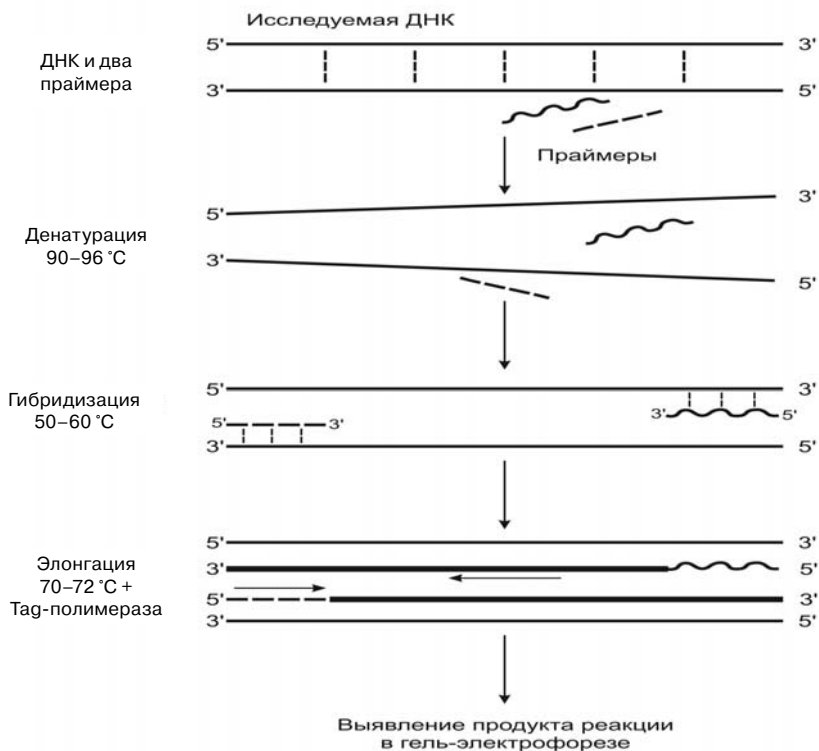 Исследуемая ДНК
5' 3'
ДНК и два
праймера
3' 5'
Праймеры
3'
5'
Денатурация
90–96 °C
3'
5'
5' 3'
Гибридизация
50–60 °C
3' 5'
5' 3'
3' 5'
5' 3'
Элонгация
70–72 °C +
Tag-полимераза
3' 5'
5' 3'
3' 5'
Выявление продукта реакции
в гель-электрофорезе